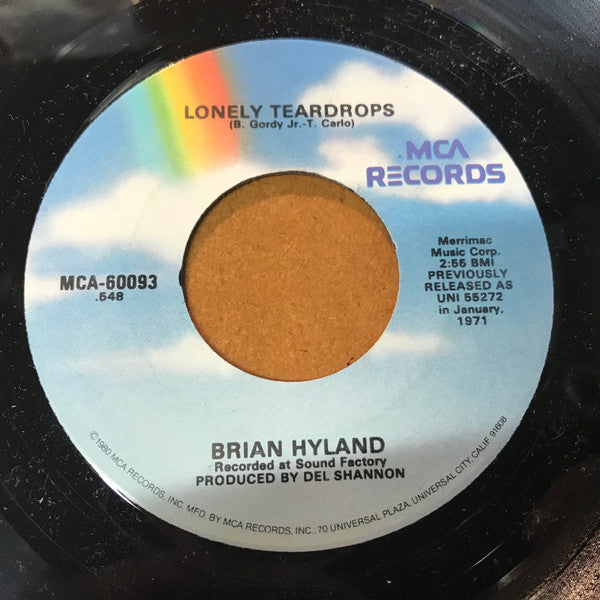 LONELY TEARDROPS
(B. Gordy Jr.-T. Carlo)
MCA
RECORDS
MCA-60093
.548
Merrimac
Music Corp.
2:55 BMI
PREVIOUSLY
RELEASED AS
UNI 55272
in January,
1971
BRIAN HYLAND
Recorded at Sound Factory
PRODUCED BY DEL SHANNON
©1980 MCA RECORDS, INC. MFD. BY MCA RECORDS, INC., 70 UNIVERSAL PLAZA, UNIVERSAL CITY, CALIF. 91608